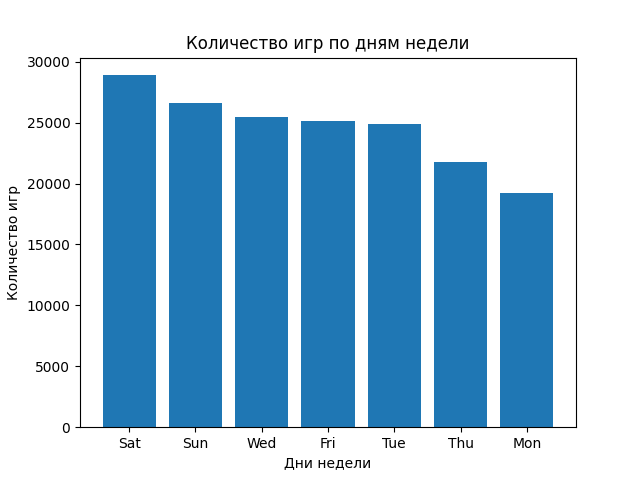 Количество игр по дням недели
Количество игр
30000
25000
20000
15000
10000
5000
0
Sat Sun Wed Fri Tue Thu Mon
Дни недели